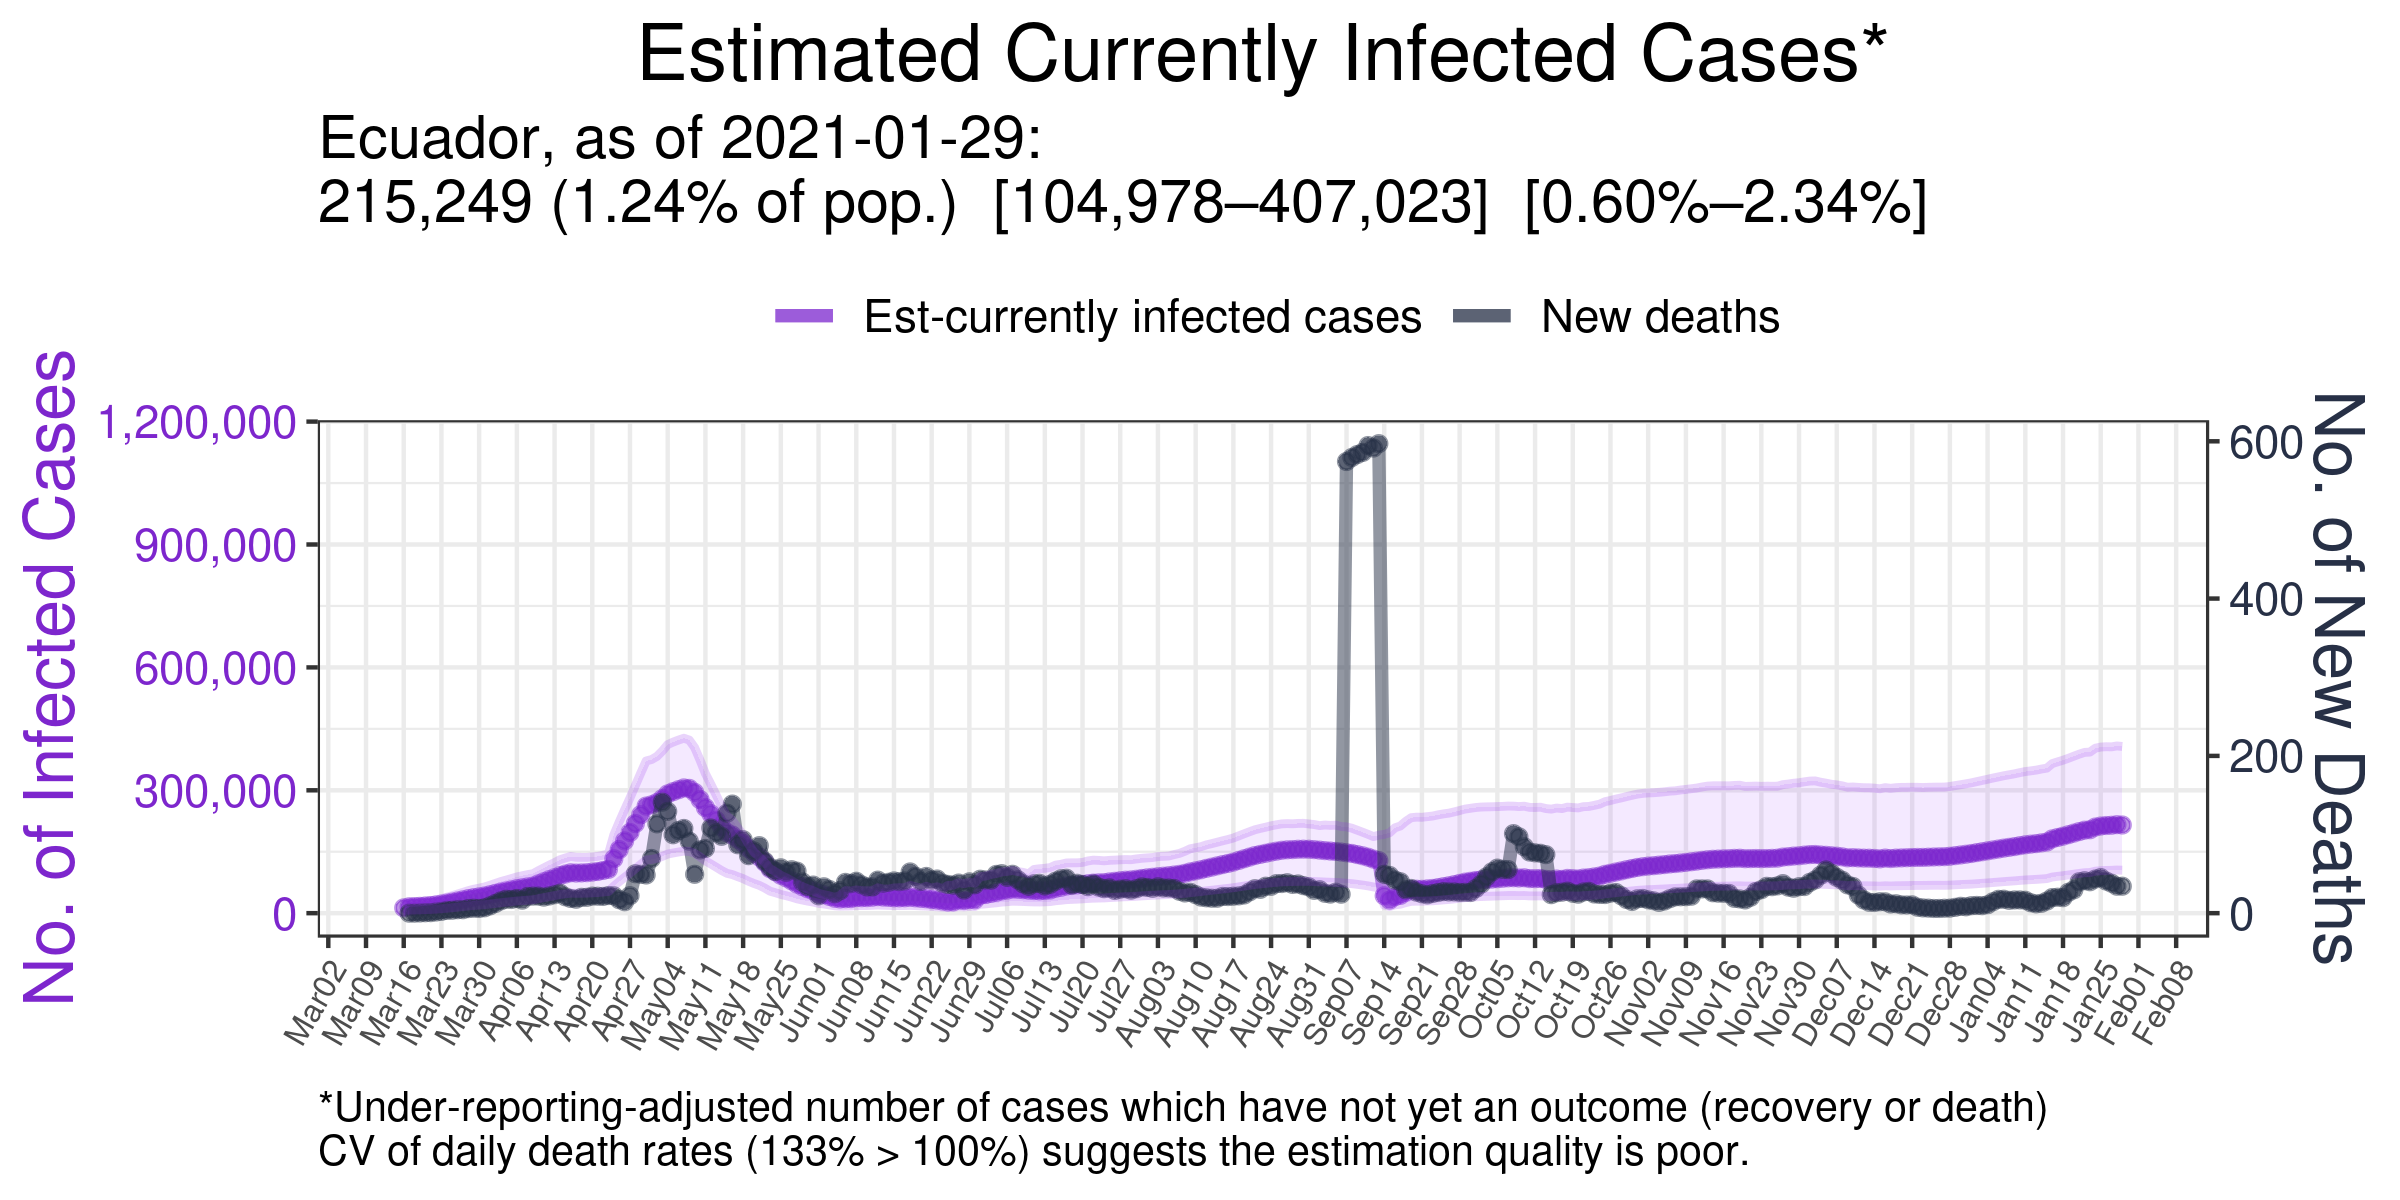 Estimated Currently Infected Cases*
Ecuador, as of 2021-01-29:
215,249 (1.24% of pop.) [104,978–407,023] [0.60%–2.34%]
Est-currently infected cases
New deaths
No. of Infected Cases
1,200,000
900,000
600,000
300,000
0
600
400
200
0
No. of New Deaths
Mar02
Mar09
Mar16
Mar23
Mar30
Apr06
Apr13
Apr20
Apr27
May04
May11
May18
May25
Jun01
Jun08
Jun15
Jun22
Jun29
Jul06
Jul13
Jul20
Jul27
Aug03
Aug10
Aug17
Aug24
Aug31
Sep07
Sep14
Sep21
Sep28
Oct05
Oct12
Oct19
Oct26
Nov02
Nov09
Nov16
Nov23
Nov30
Dec07
Dec14
Dec21
Dec28
Jan04
Jan11
Jan18
Jan25
Feb01
Feb08
*Under-reporting-adjusted number of cases which have not yet an outcome (recovery or death)
CV of daily death rates (133% > 100%) suggests the estimation quality is poor.